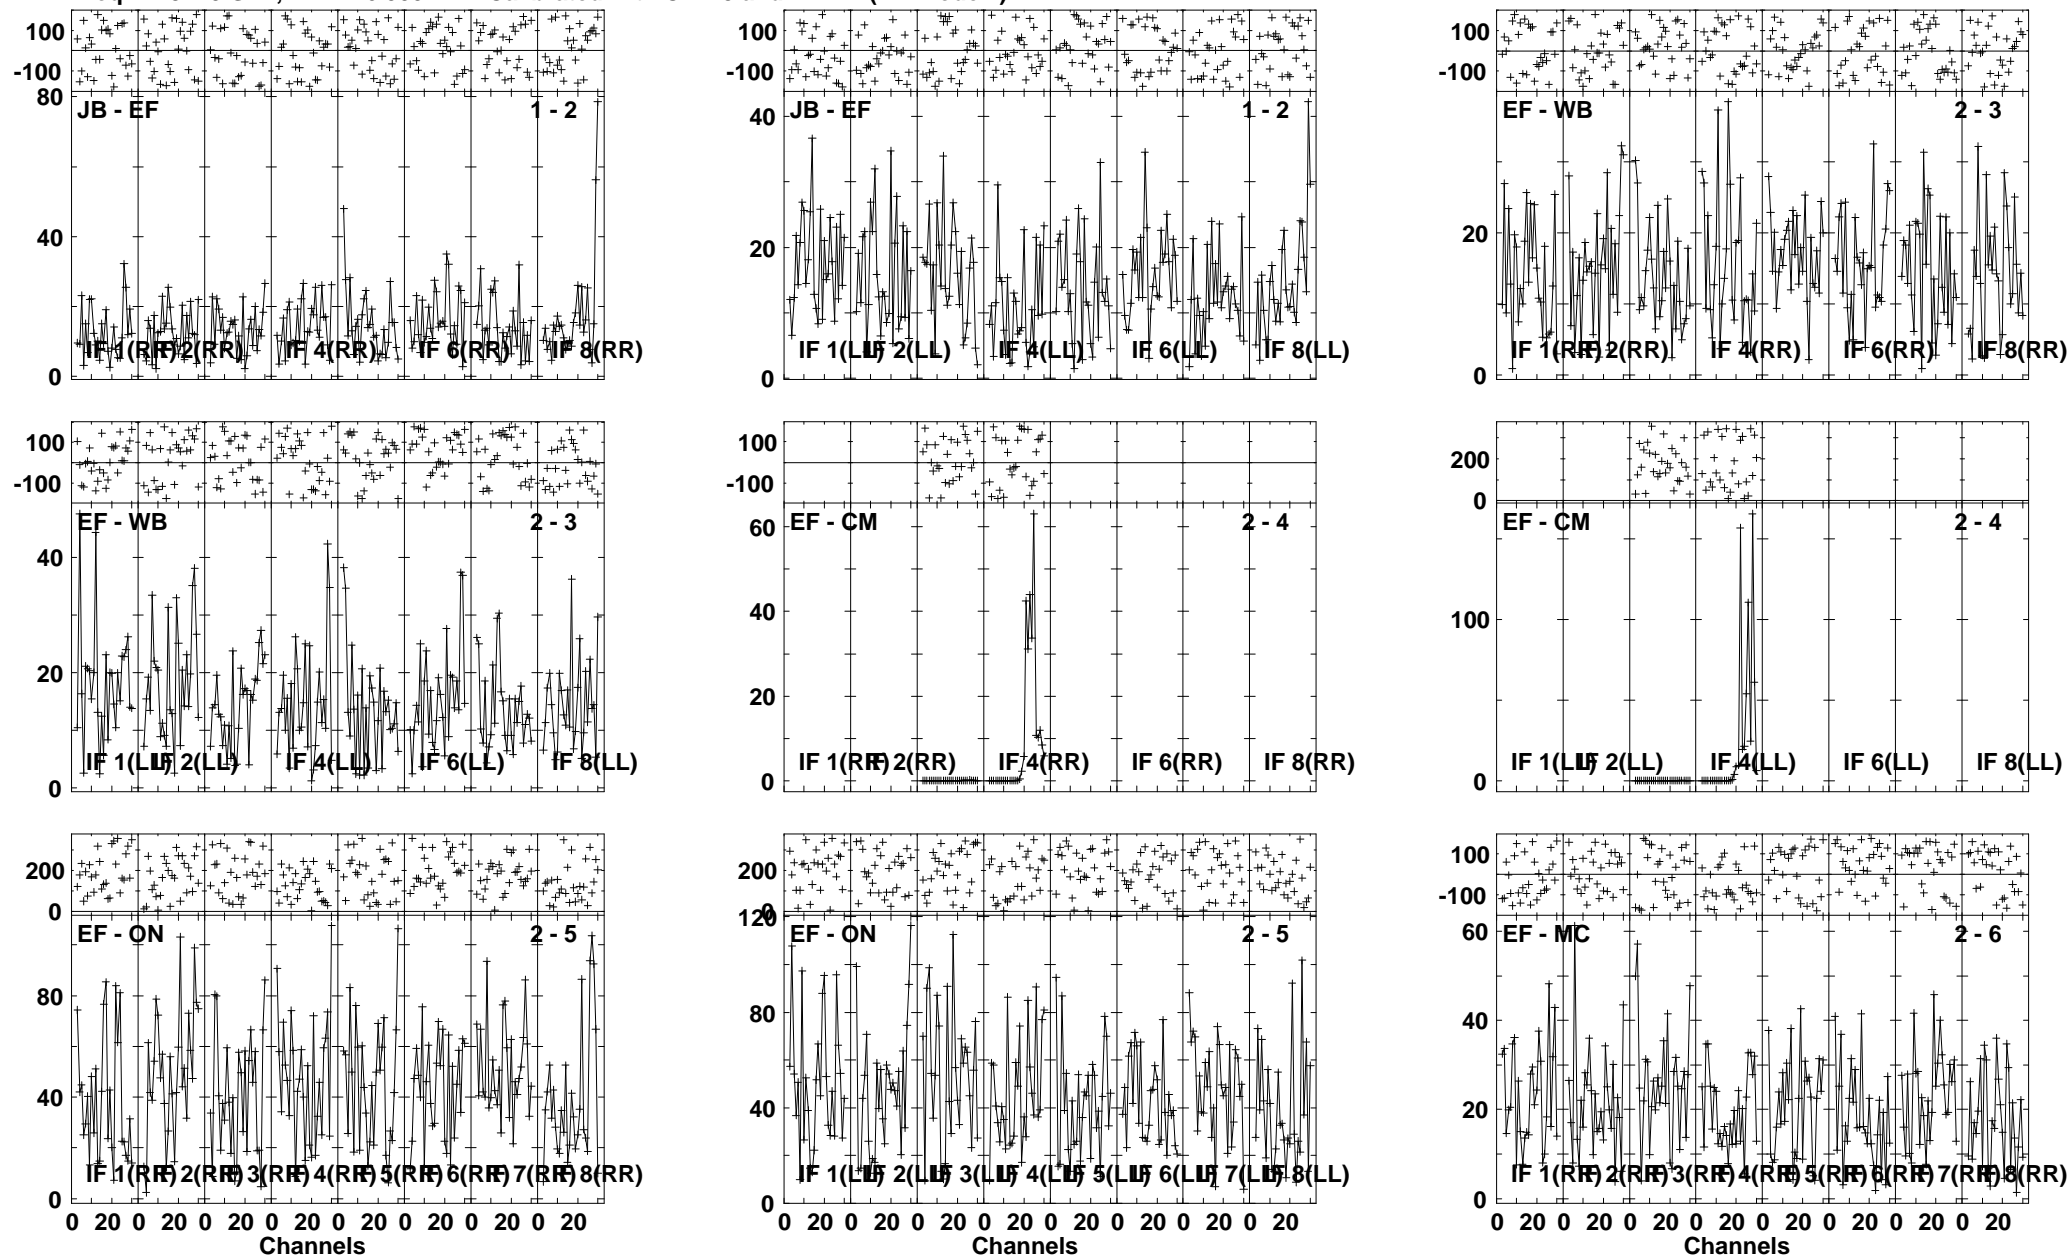 100
-100
80
40
0
JB - EF 1 - 2
IF 1(RR) IF 2(RR) IF 4(RR) IF 6(RR) IF 8(RR)
40
20
0
JB - EF 1 - 2
IF 1(LL) IF 2(LL) IF 4(LL) IF 6(LL) IF 8(LL)
100
-100
20
0
EF - WB 2 - 3
IF 1(RR) IF 2(RR) IF 4(RR) IF 6(RR) IF 8(RR)
100
-100
40
20
0
EF - WB 2 - 3
IF 1(LL) IF 2(LL) IF 4(LL) IF 6(LL) IF 8(LL)
100
-100
60
40
20
0
EF - CM 2 - 4
IF 1(RR) IF 2(RR) IF 4(RR) IF 6(RR) IF 8(RR)
200
0
100
0
EF - CM 2 - 4
IF 1(LL) IF 2(LL) IF 4(LL) IF 6(LL) IF 8(LL)
200
0
80
40
0
EF - ON 2 - 5
IF 1(RR) IF 2(RR) IF 3(RR) IF 4(RR) IF 5(RR) IF 6(RR) IF 7(RR) IF 8(RR)
0 20 0 20 0 20 0 20 0 20 0 20 0 20 0 20
Channels
200
0
120
80
40
0
EF - ON 2 - 5
IF 1(LL) IF 2(LL) IF 3(LL) IF 4(LL) IF 5(LL) IF 6(LL) IF 7(LL) IF 8(LL)
0 20 0 20 0 20 0 20 0 20 0 20 0 20 0 20
Channels
100
-100
60
40
20
0
EF - MC 2 - 6
IF 1(RR) IF 2(RR) IF 3(RR) IF 4(RR) IF 5(RR) IF 6(RR) IF 7(RR) IF 8(RR)
0 20 0 20 0 20 0 20 0 20 0 20 0 20 0 20
Channels